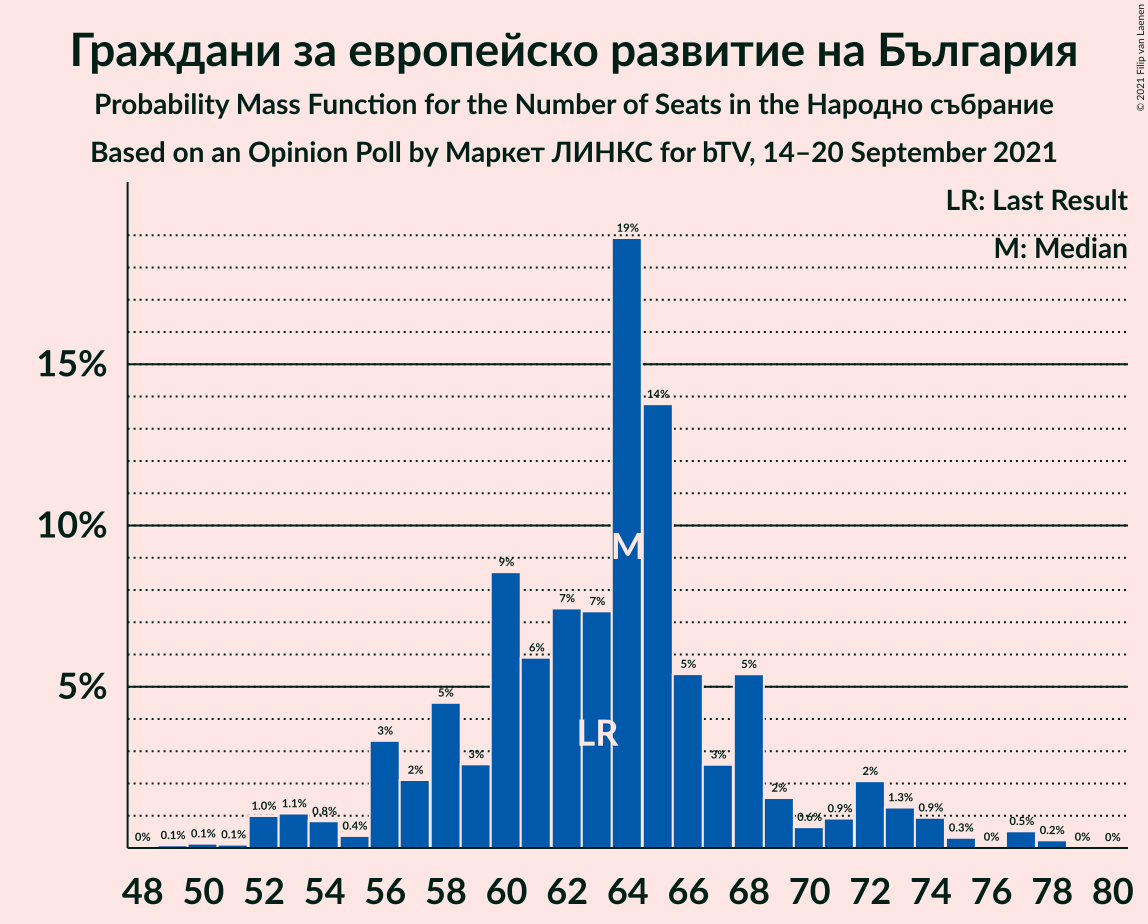 Граждани за европейско развитие на България
Probability Mass Function for the Number of Seats in the Народно събрание
Based on an Opinion Poll by Маркет ЛИНКС for bTV, 14–20 September 2021
© 2021 Filip van Laenen
LR: Last Result
M: Median
15%
10%
5%
0% 0.1% 0.1% 0.1% 1.0% 1.1% 0.8% 0.4% 3% 2% 5% 3% 9% 6% 7% 7% 19% 14% 5% 3% 5% 2% 0.6% 0.9% 2% 1.3% 0.9% 0.3% 0% 0.5% 0.2% 0% 0%
M
LR
48 50 52 54 56 58 60 62 64 66 68 70 72 74 76 78 80